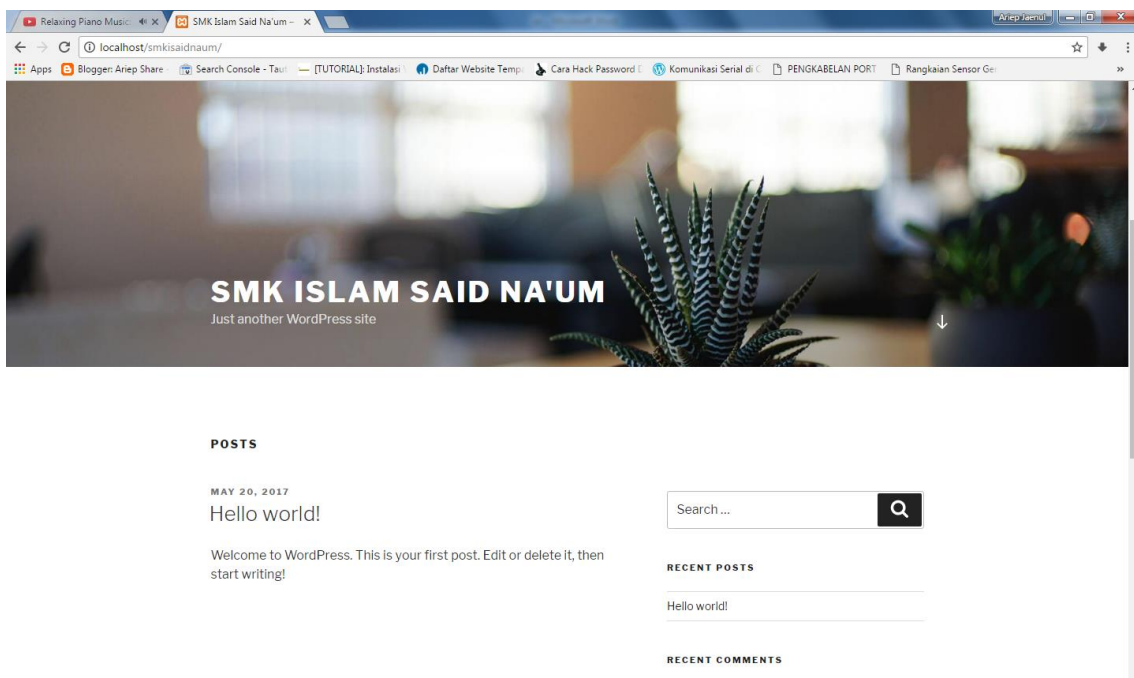 Relaxing Piano Music:
SMK Islam Said Na'um –
Ariep Jaenul
localhost/smkisaidnaum/
Apps
Blogger: Ariep Share
Search Console - Taut
[TUTORIAL]: Instalasi
Daftar Website Temp
Cara Hack Password
Komunikasi Serial di
PENGKABELAN PORT
Rangkaian Sensor Ge
»
SMK ISLAM SAID NA'UM
Just another WordPress site
POSTS
MAY 20, 2017
Hello world!
Welcome to WordPress. This is your first post. Edit or delete it, then
start writing!
Search ...
RECENT POSTS
Hello world!
RECENT COMMENTS